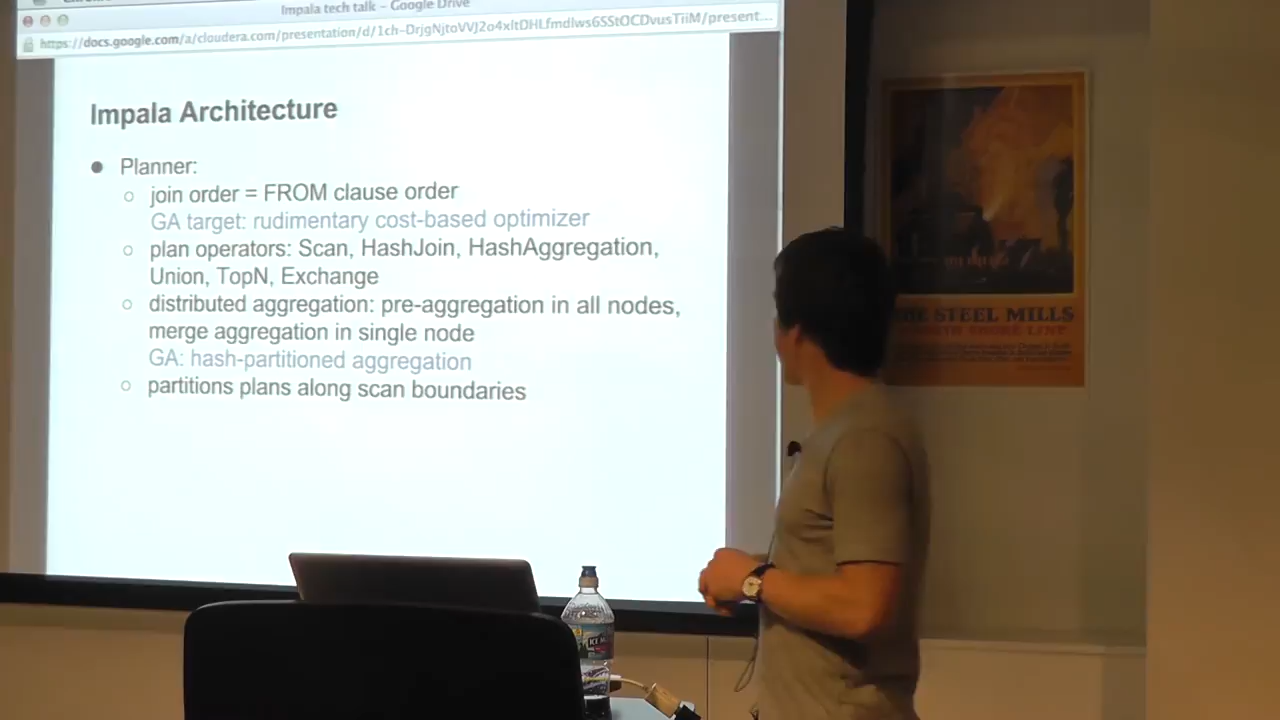 Impala tech talk – Google Drive
https://docs.google.com/a/cloudera.com/presentation/d/1ch-DrjgNjtoVVJ2o4xltDHLfmdlws6SStOCDvusTiiM/present...
Impala Architecture
● Planner:
○ join order = FROM clause order
GA target: rudimentary cost-based optimizer
○ plan operators: Scan, HashJoin, HashAggregation,
Union, TopN, Exchange
○ distributed aggregation: pre-aggregation in all nodes,
merge aggregation in single node
GA: hash-partitioned aggregation
○ partitions plans along scan boundaries
STEEL MILLS
SHORE LINE
ICE